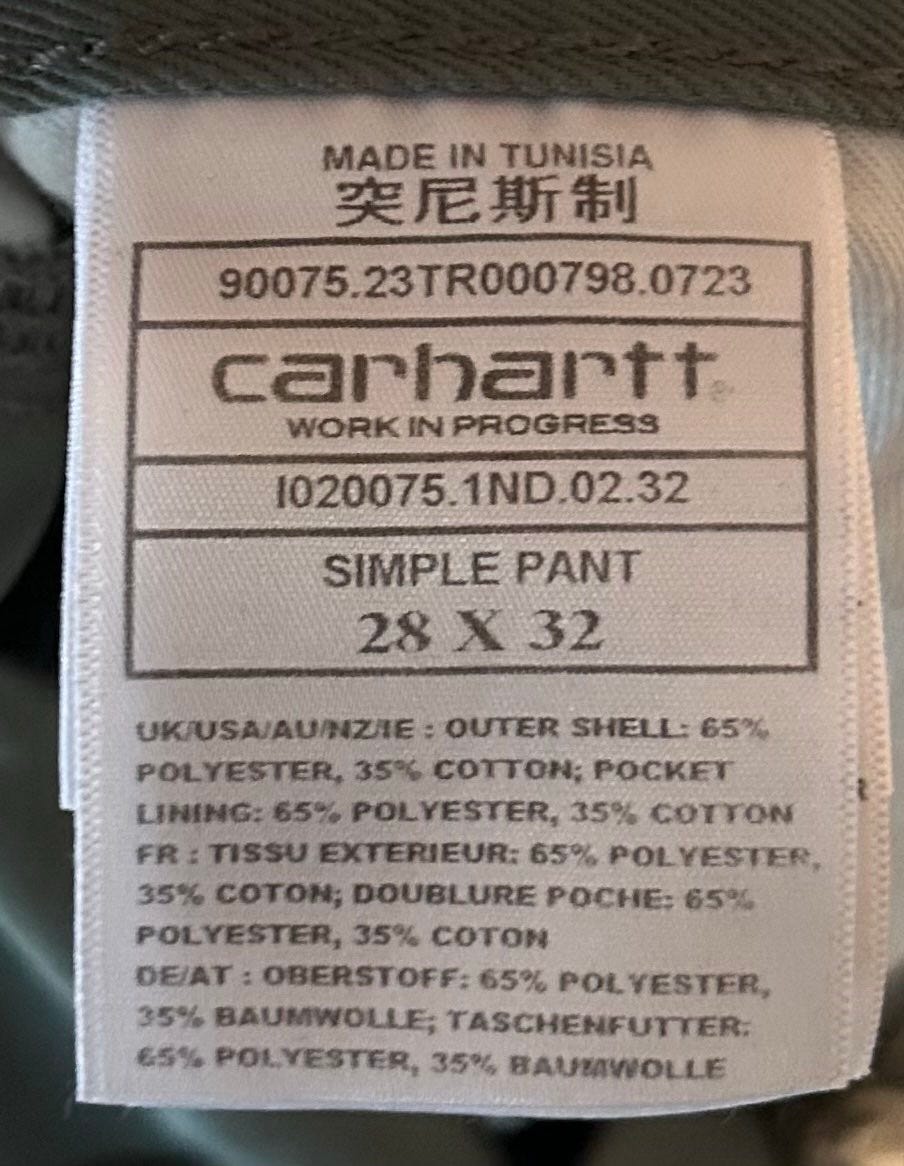 MADE IN TUNISIA
突尼斯制
90075.23TR000798.0723
carhartt
WORK IN PROGRESS
I020075.1ND.02.32
SIMPLE PANT
28 X 32
UK/USA/AU/NZ/IE : OUTER SHELL: 65%
POLYESTER, 35% COTTON; POCKET
LINING: 65% POLYESTER, 35% COTTON
FR : TISSU EXTERIEUR: 65% POLYESTER,
35% COTON; DOUBLURE POCHE: 65%
POLYESTER, 35% COTON
DE/AT : OBERSTOFF: 65% POLYESTER,
35% BAUMWOLLE; TASCHENFUTTER:
65% POLYESTER, 35% BAUMWOLLE